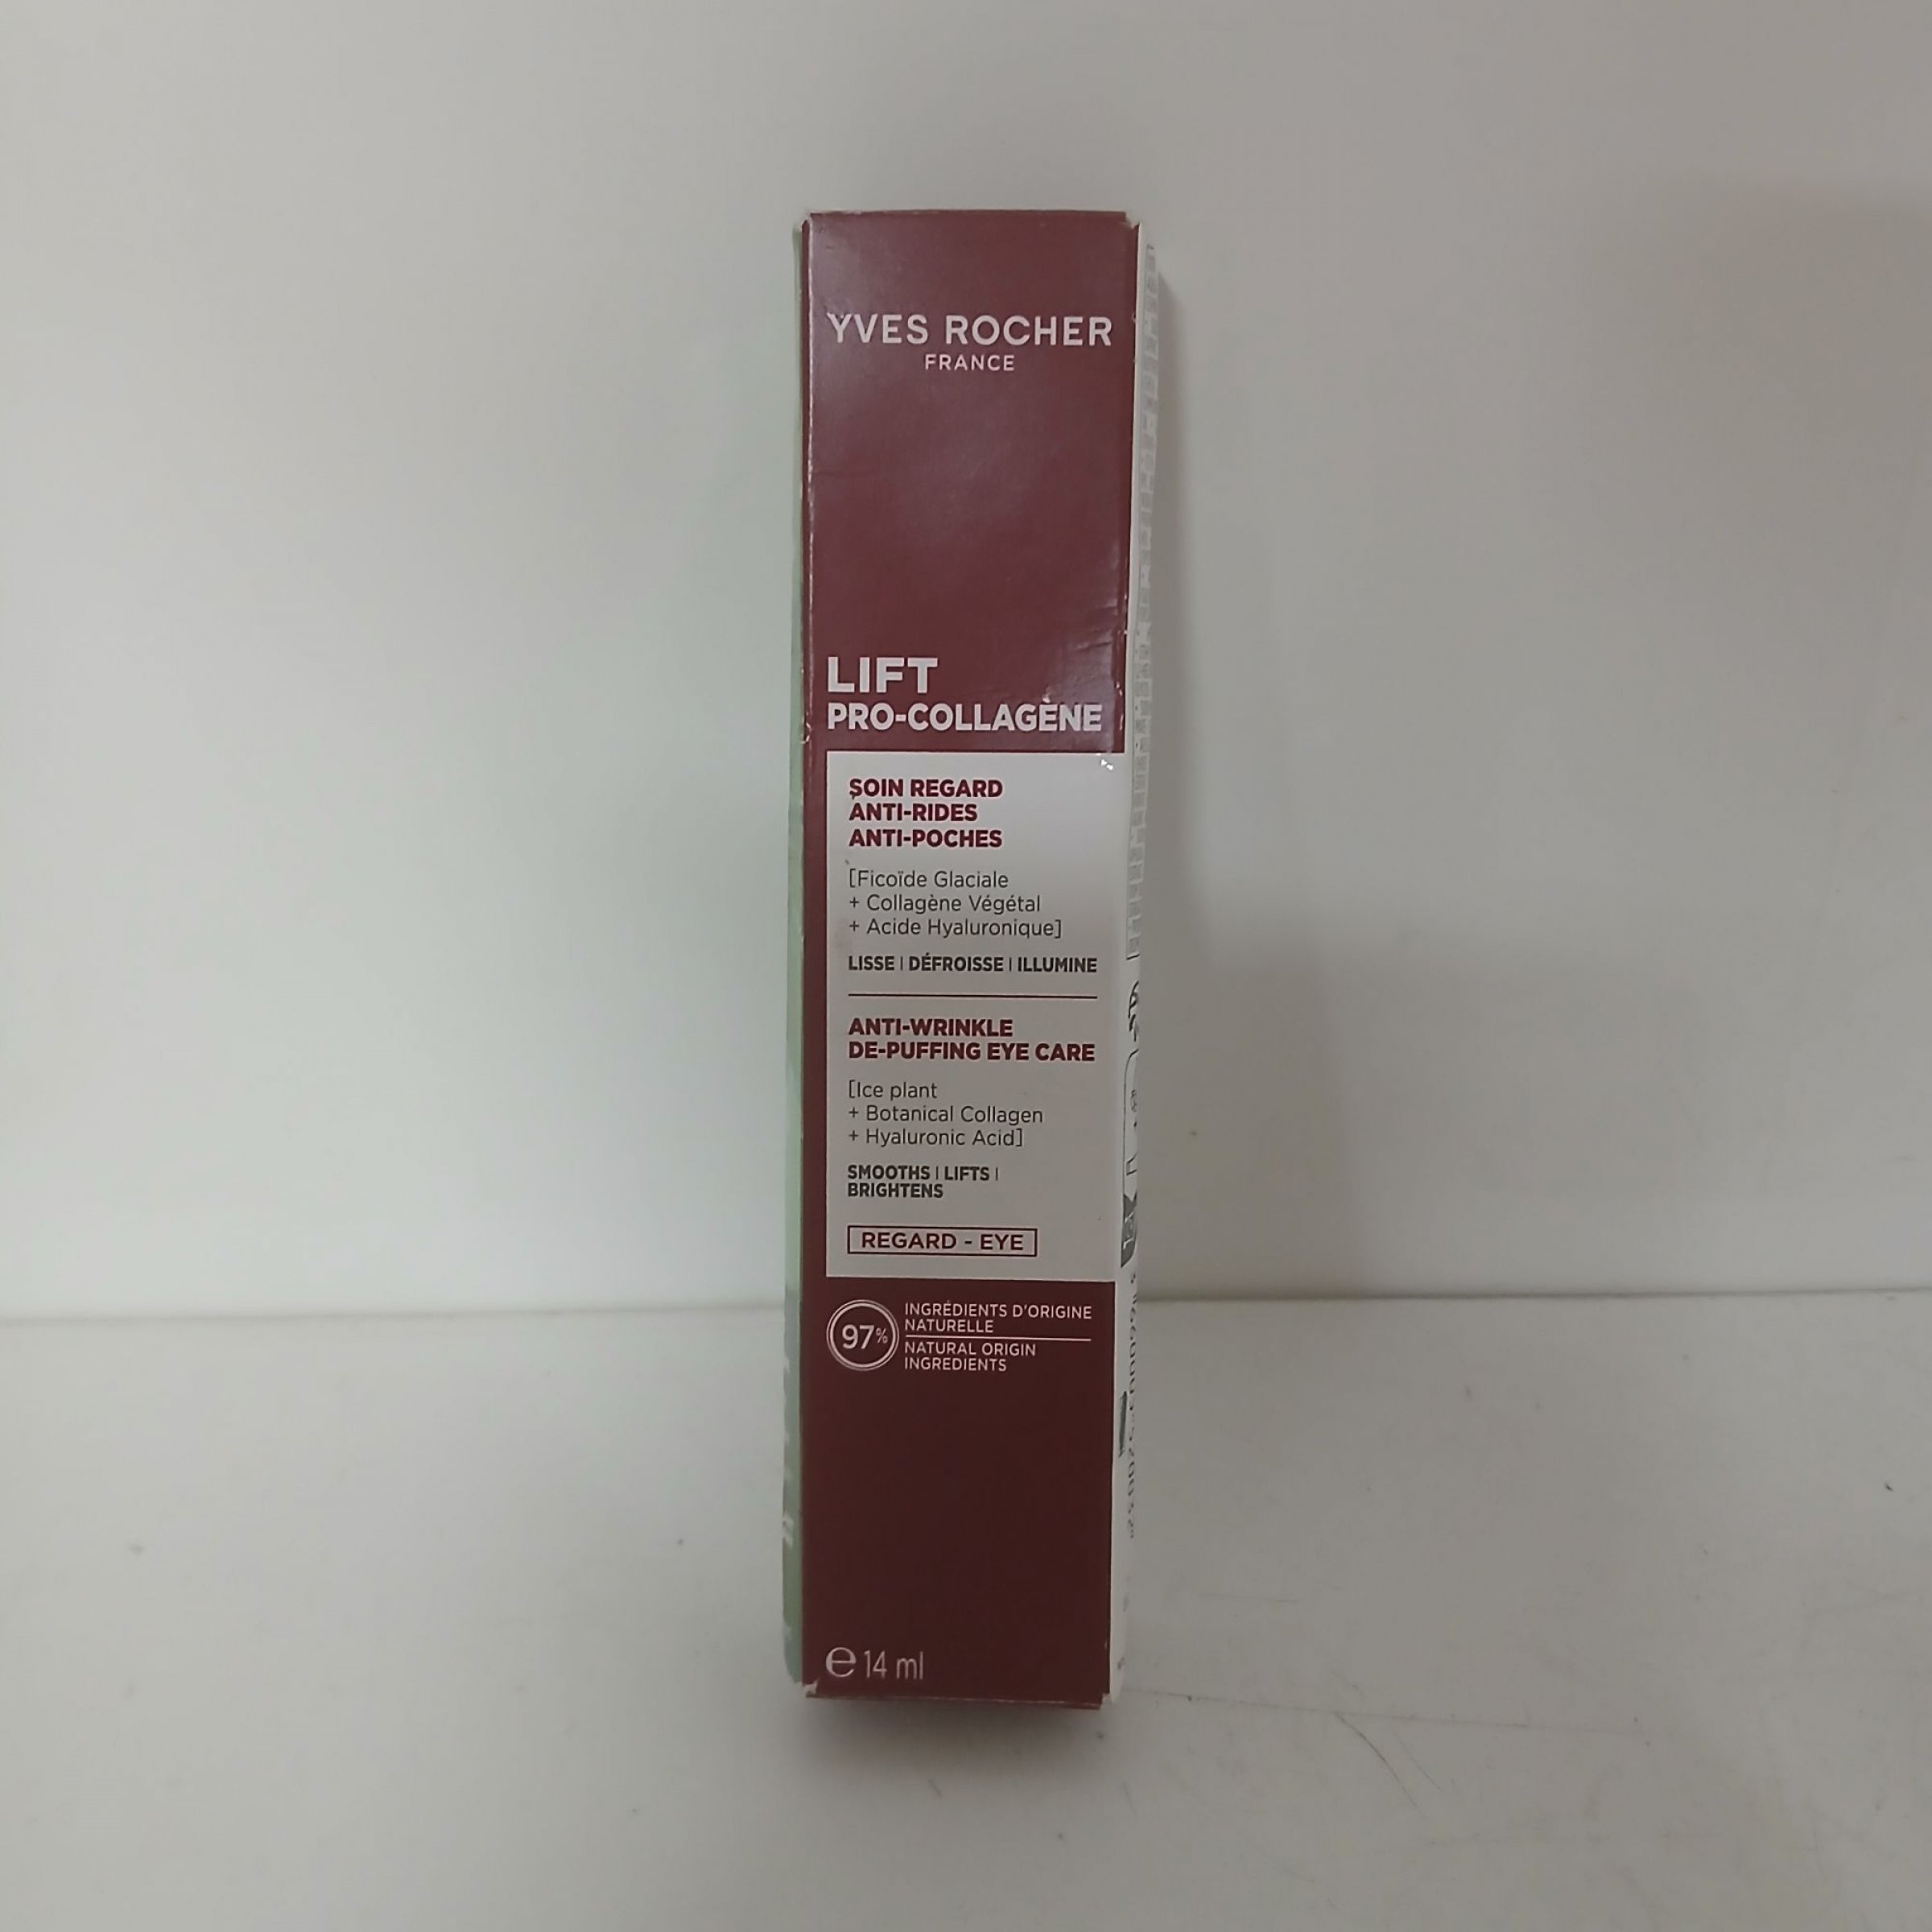 YVES ROCHER
FRANCE
LIFT
PRO-COLLAGÈNE
SOIN REGARD
ANTI-RIDES
ANTI-POCHES
[Ficoïde Glaciale
+ Collagène Végétal
+ Acide Hyaluronique]
LISSE | DÉFROISSE | ILLUMINE
ANTI-WRINKLE
DE-PUFFING EYE CARE
[Ice plant
+ Botanical Collagen
+ Hyaluronic Acid]
SMOOTHS | LIFTS |
BRIGHTENS
REGARD - EYE
97%
INGRÉDIENTS D'ORIGINE
NATURELLE
NATURAL ORIGIN
INGREDIENTS
e 14 ml